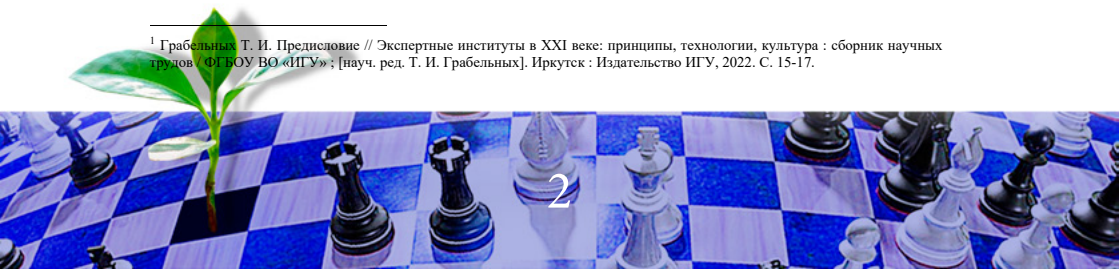 1 Грабельных Т. И. Предисловие // Экспертные институты в XXI веке: принципы, технологии, культура : сборник научных
трудов / ФГБОУ ВО «ИГУ» ; [науч. ред. Т. И. Грабельных]. Иркутск : Издательство ИГУ, 2022. С. 15-17.
2